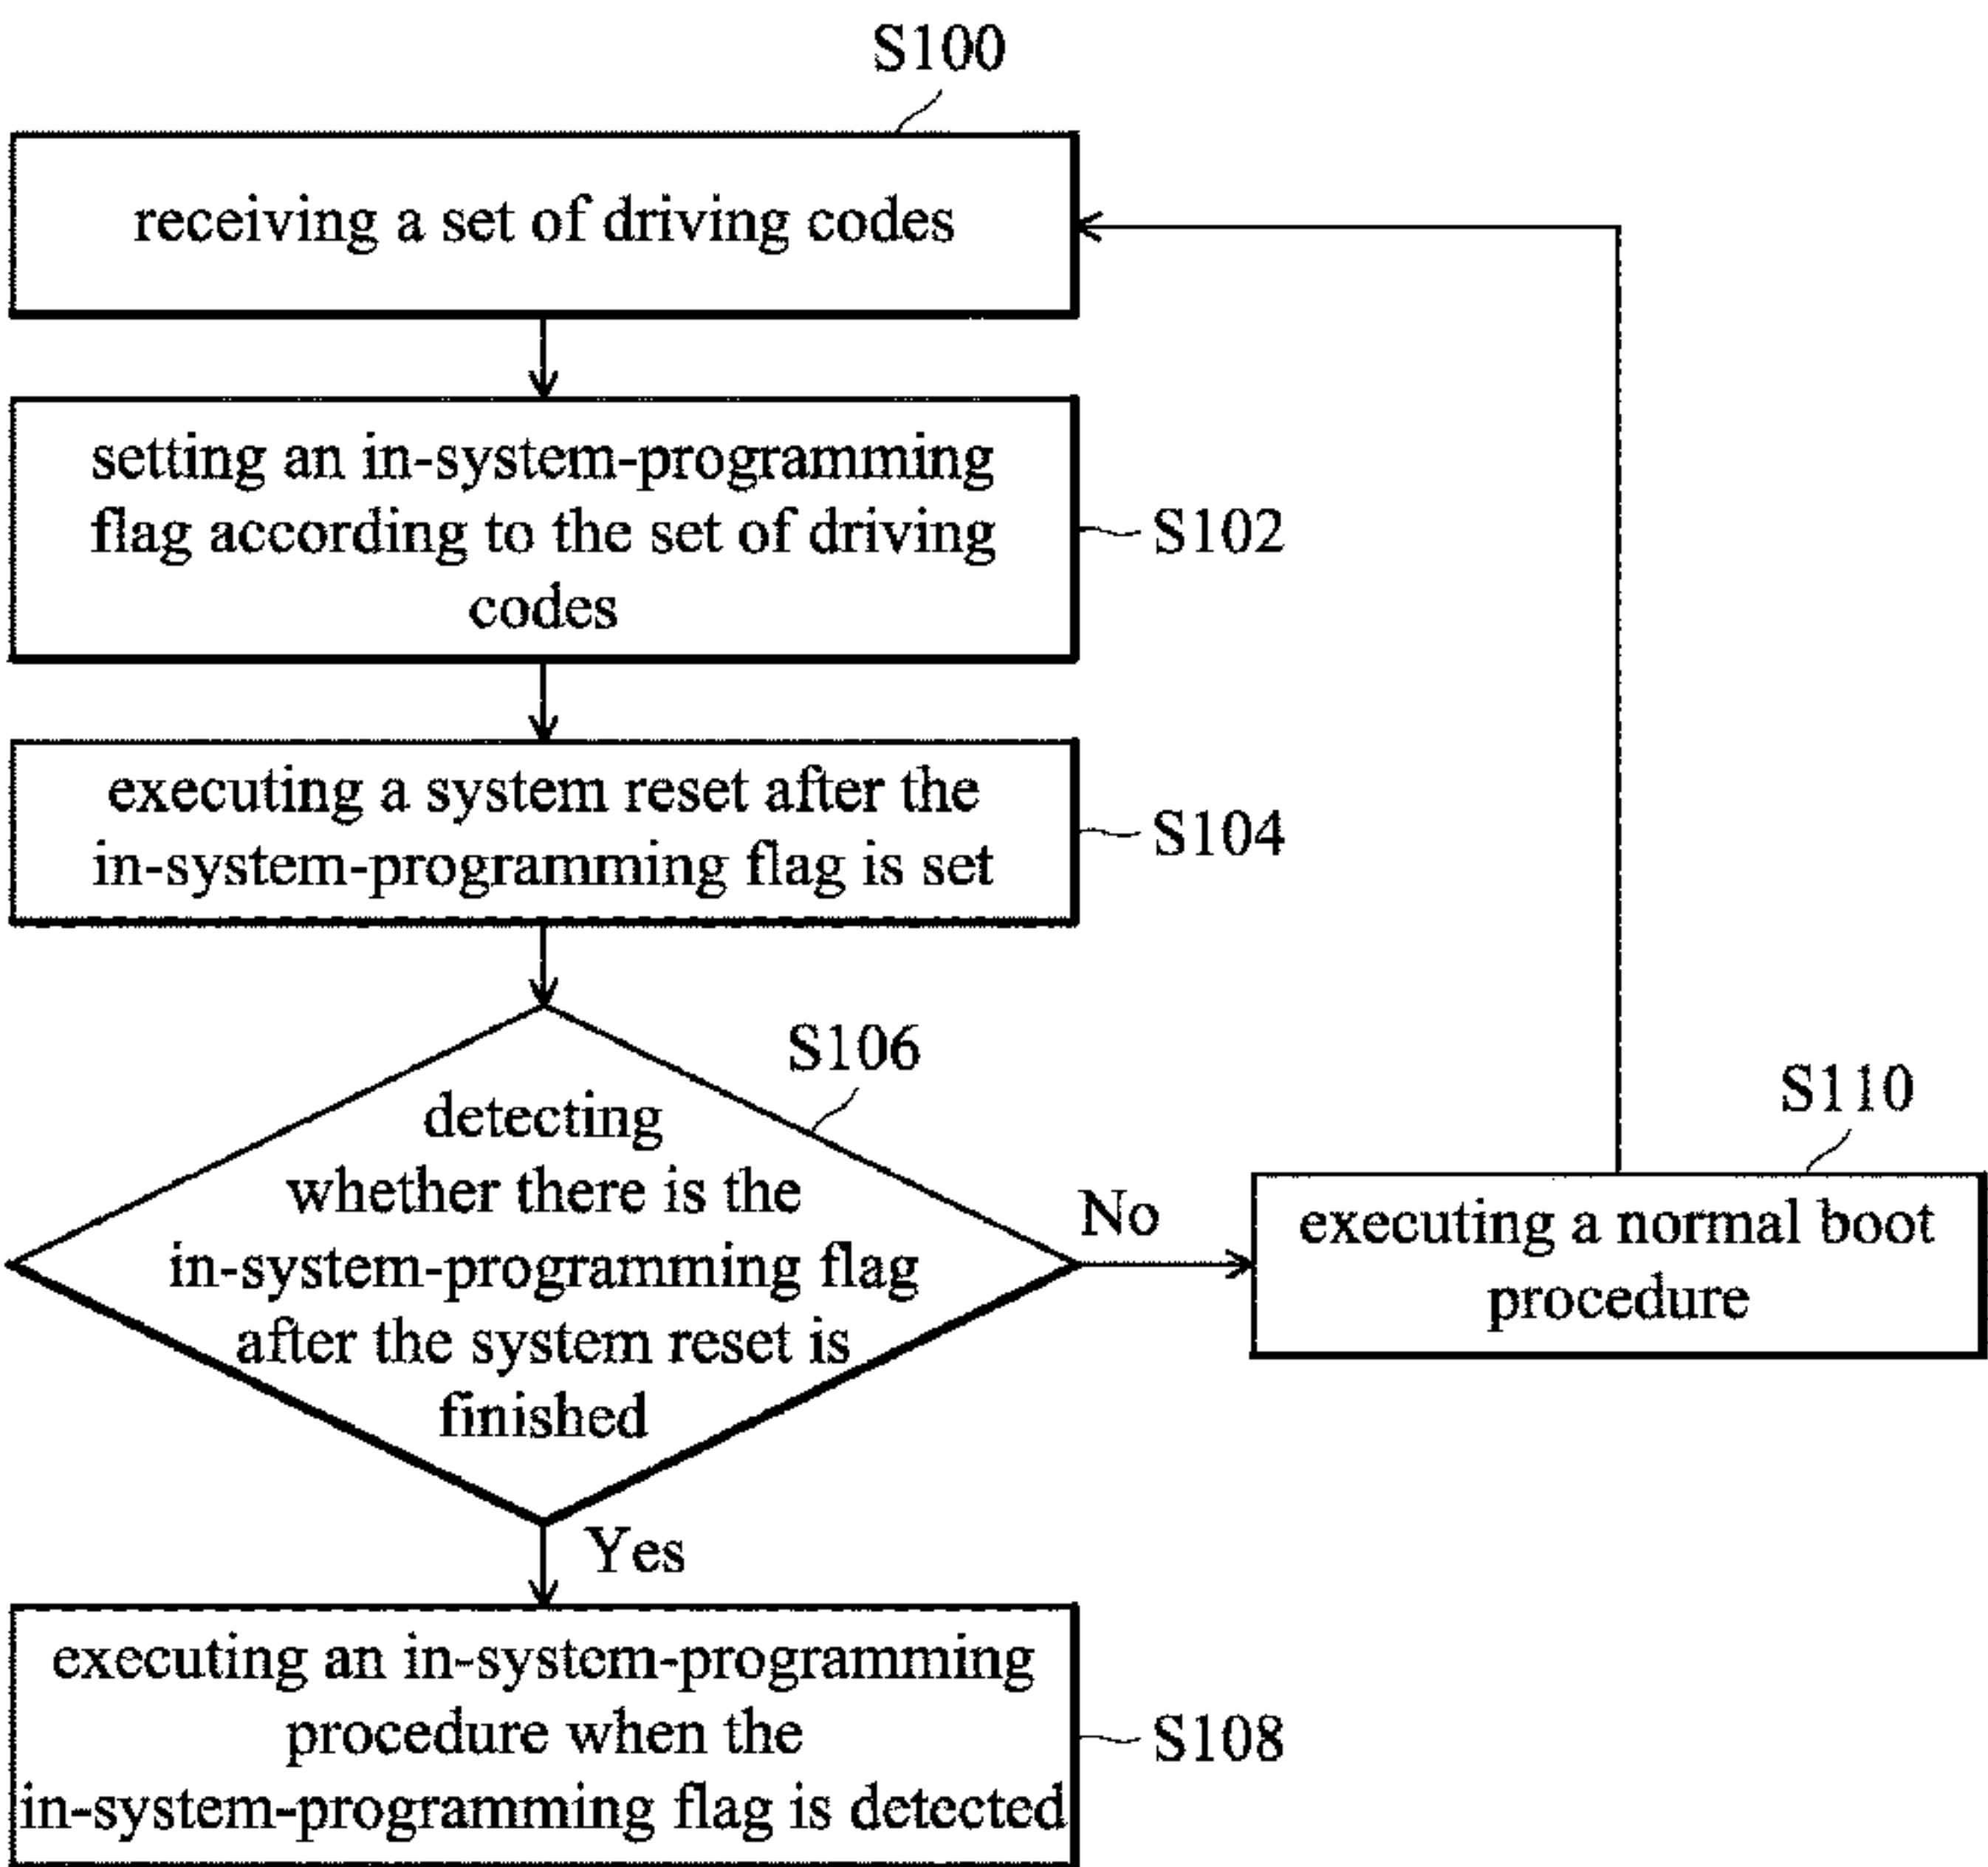 S100
receiving a set of driving codes
setting an in-system-programming
flag according to the set of driving
codes
S102
executing a system reset after the
in-system-programming flag is set
S104
S106
detecting
whether there is the
in-system-programming flag
after the system reset is
finished
No
S110
executing a normal boot
procedure
Yes
executing an in-system-programming
procedure when the
in-system-programming flag is detected
S108